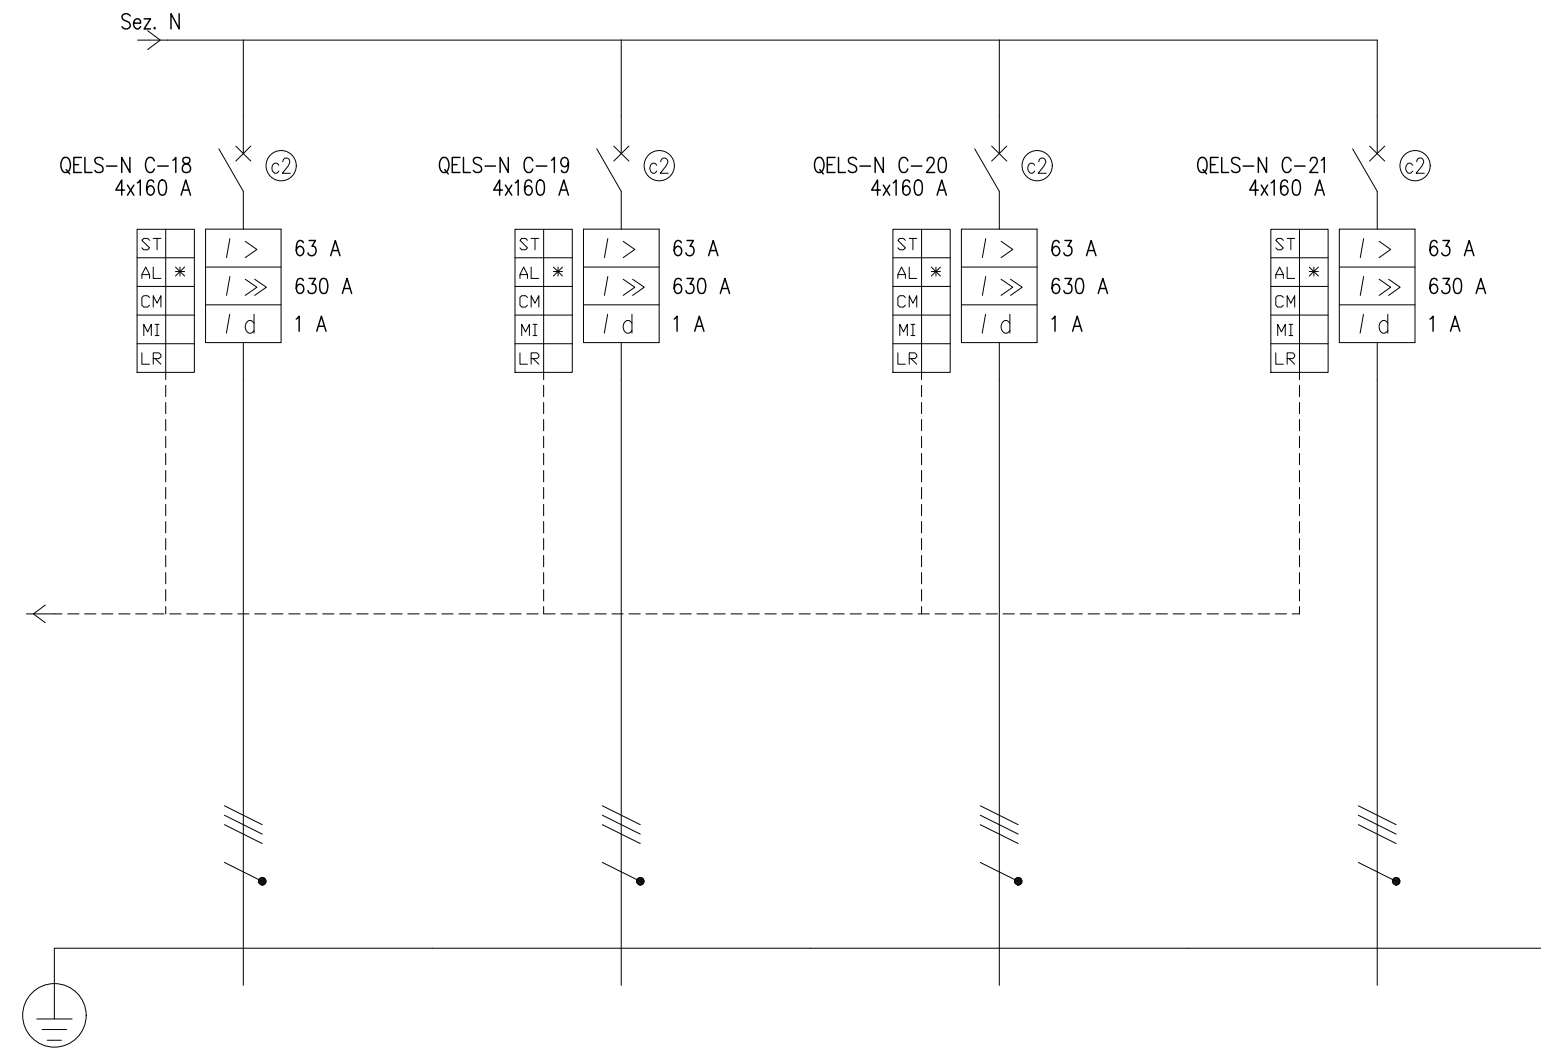 Sez. N
QELS-N C-18
4x160 A
c2
ST
AL *
CM
MI
LR
I >
I >>
I d
63 A
630 A
1 A
QELS-N C-19
4x160 A
c2
ST
AL *
CM
MI
LR
I >
I >>
I d
63 A
630 A
1 A
QELS-N C-20
4x160 A
c2
ST
AL *
CM
MI
LR
I >
I >>
I d
63 A
630 A
1 A
QELS-N C-21
4x160 A
c2
ST
AL *
CM
MI
LR
I >
I >>
I d
63 A
630 A
1 A